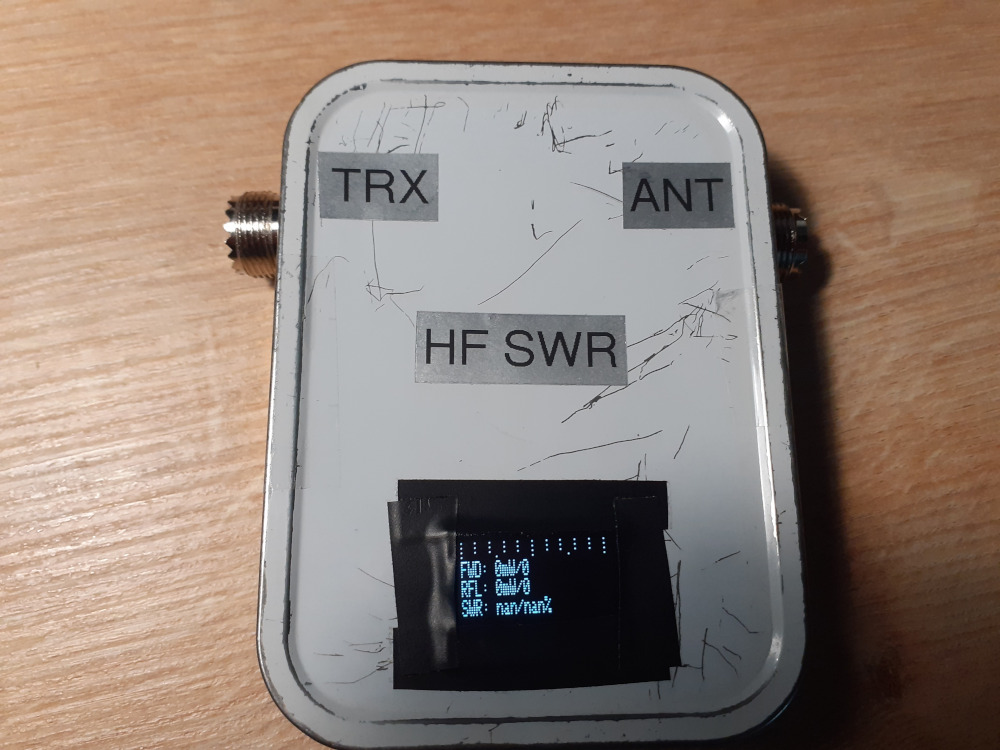 TRX
ANT
HF SWR
FWD: 0mW/0
RFL: 0mW/0
SWR: nan/nan%